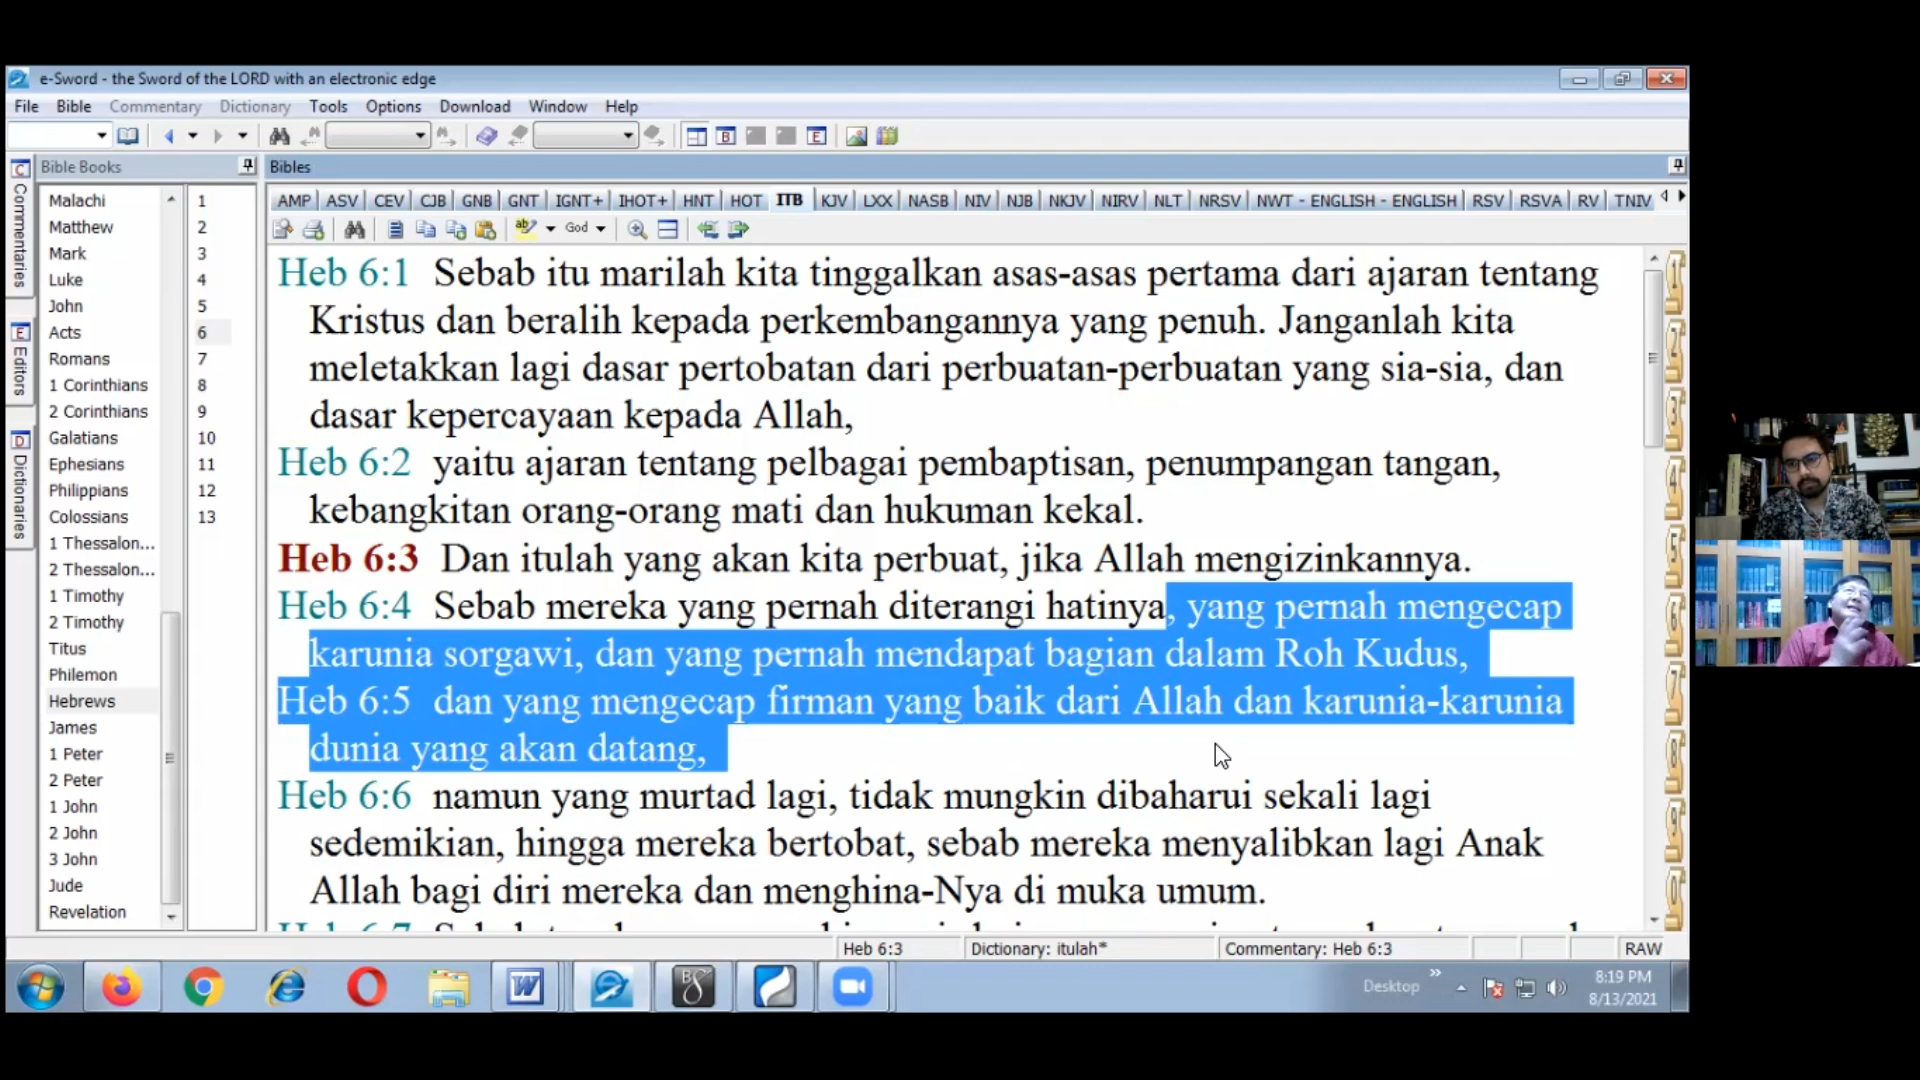 e-Sword - the Sword of the LORD with an electronic edge
File Bible Commentary Dictionary Tools Options Download Window Help
Bible Books
Bibles
Commentaries
Editors
Dictionaries
Malachi
Matthew
Mark
Luke
John
Acts
Romans
1 Corinthians
2 Corinthians
Galatians
Ephesians
Philippians
Colossians
1 Thessalon...
2 Thessalon...
1 Timothy
2 Timothy
Titus
Philemon
Hebrews
James
1 Peter
2 Peter
1 John
2 John
3 John
Jude
Revelation
1
2
3
4
5
6
7
8
9
10
11
12
13
AMP ASV CEV CJB GNB GNT IGNT+ IHOT+ HNT HOT ITB KJV LXX NASB NIV NJB NKJV NIRV NLT NRSV NWT - ENGLISH - ENGLISH RSV RSVA RV TNIV
God
Heb 6:1 Sebab itu marilah kita tinggalkan asas-asas pertama dari ajaran tentang
Kristus dan beralih kepada perkembangannya yang penuh. Janganlah kita
meletakkan lagi dasar pertobatan dari perbuatan-perbuatan yang sia-sia, dan
dasar kepercayaan kepada Allah,
Heb 6:2 yaitu ajaran tentang pelbagai pembaptisan, penumpangan tangan,
kebangkitan orang-orang mati dan hukuman kekal.
Heb 6:3 Dan itulah yang akan kita perbuat, jika Allah mengizinkannya.
Heb 6:4 Sebab mereka yang pernah diterangi hatinya, yang pernah mengecap
karunia sorgawi, dan yang pernah mendapat bagian dalam Roh Kudus,
Heb 6:5 dan yang mengecap firman yang baik dari Allah dan karunia-karunia
dunia yang akan datang,
Heb 6:6 namun yang murtad lagi, tidak mungkin dibaharui sekali lagi
sedemikian, hingga mereka bertobat, sebab mereka menyalibkan lagi Anak
Allah bagi diri mereka dan menghina-Nya di muka umum.
1
2
3
4
5
6
7
8
9
0
Heb 6:3 Dictionary: itulah* Commentary: Heb 6:3 RAW
Desktop
8:19 PM
8/13/2021